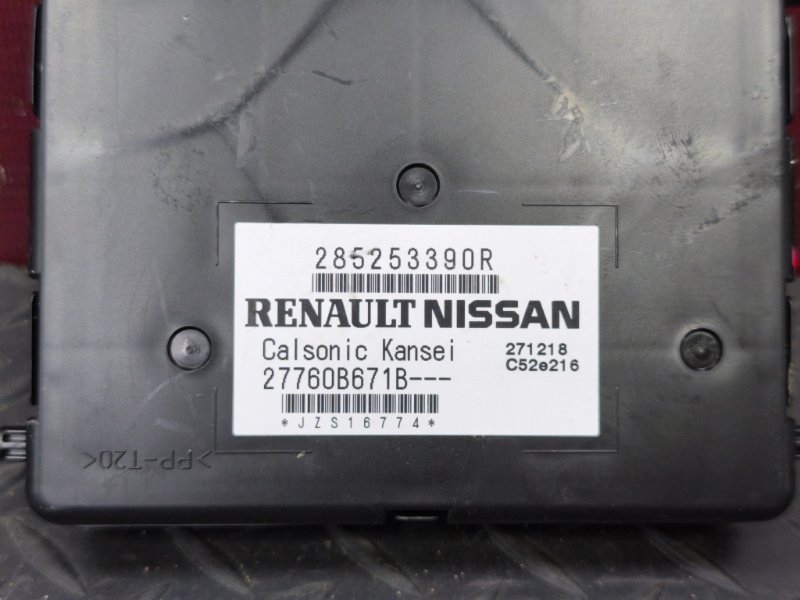 285253390R
RENAULT NISSAN
Calsonic Kansei 271218
27760B671B--- C52e216
*JZS16774*
>PP-T20<